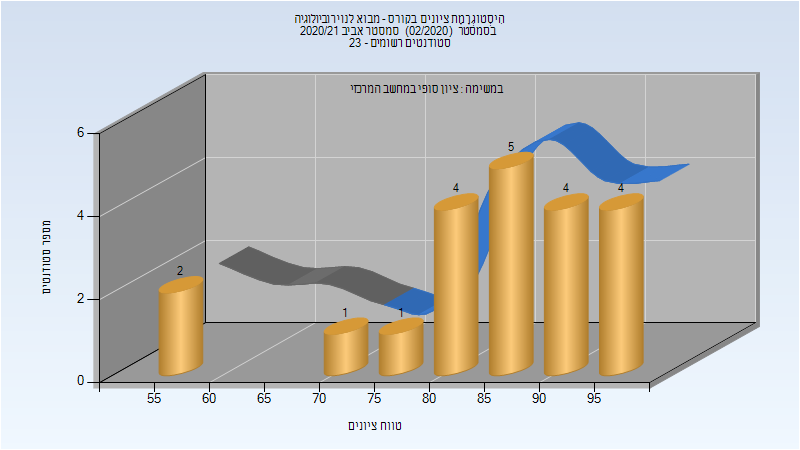 הִיסְטוֹגְרָמַת ציונים בקורס - מבוא לנוירוביולוגיה
בסמסטר (02/2020) סמסטר אביב 2020/21
סטודנטים רשומים - 23
במשימה : ציון סופי במחשב המרכזי
מספר סטודנטים
6
4
2
0
2
1
1
4
5
4
4
55 60 65 70 75 80 85 90 95
טווח ציונים